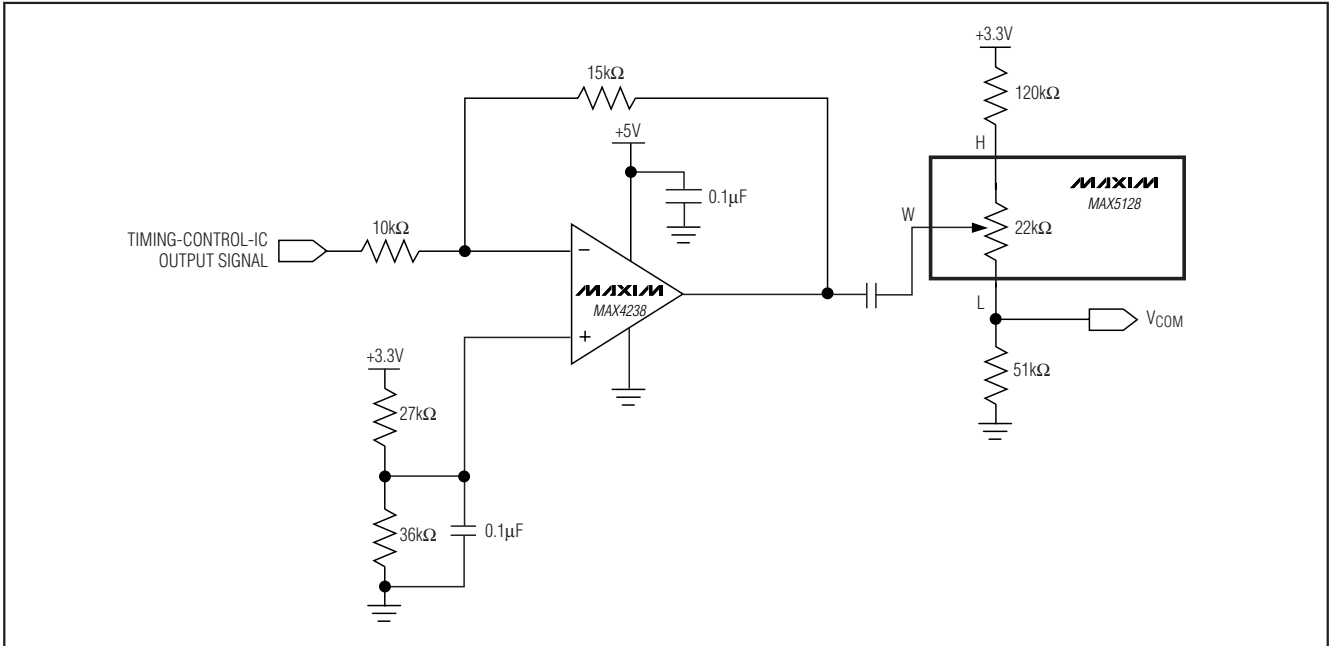 +3.3V
15kΩ
120kΩ
+5V
H
MAXIM
MAX5128
0.1μF
W
22kΩ
10kΩ
TIMING-CONTROL-IC
OUTPUT SIGNAL
−
MAXIM
MAX4238
+
L
VCOM
51kΩ
+3.3V
27kΩ
36kΩ
0.1μF